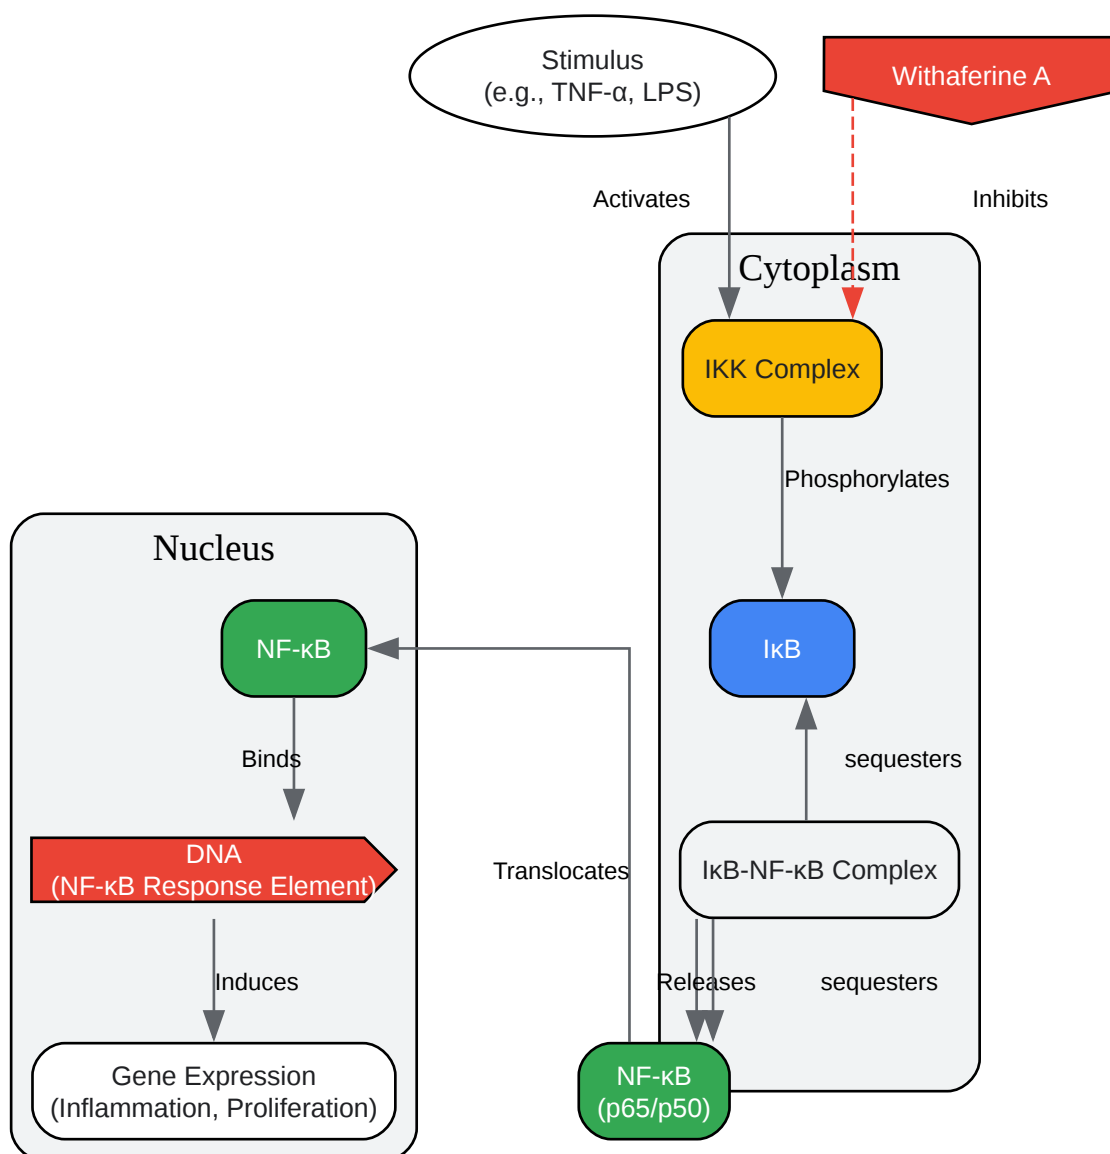 Stimulus
(e.g., TNF-α, LPS)
Withaferine A
Activates
Inhibits
Cytoplasm
IKK Complex
Phosphorylates
Nucleus
NF-κB
IκB
Binds
sequesters
DNA
(NF-κB Response Element)
Translocates
IκB-NF-κB Complex
Induces
Releases
sequesters
Gene Expression
(Inflammation, Proliferation)
NF-κB
(p65/p50)